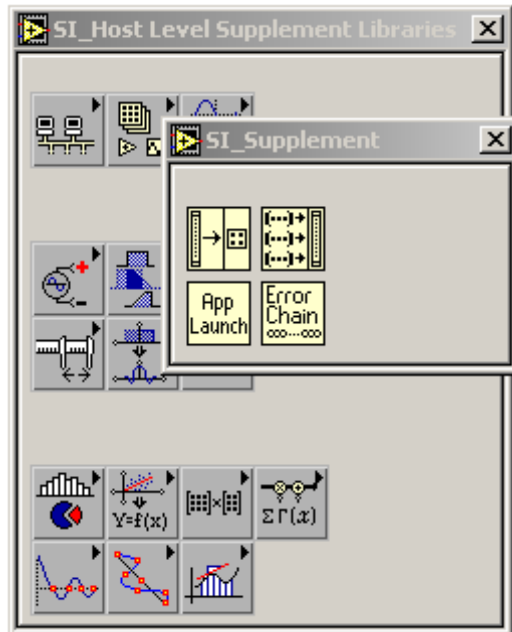 SI_Host Level Supplement Libraries
SI_Supplement
App
Launch
Error
Chain
Y=f(x)
ΣΓ(x)